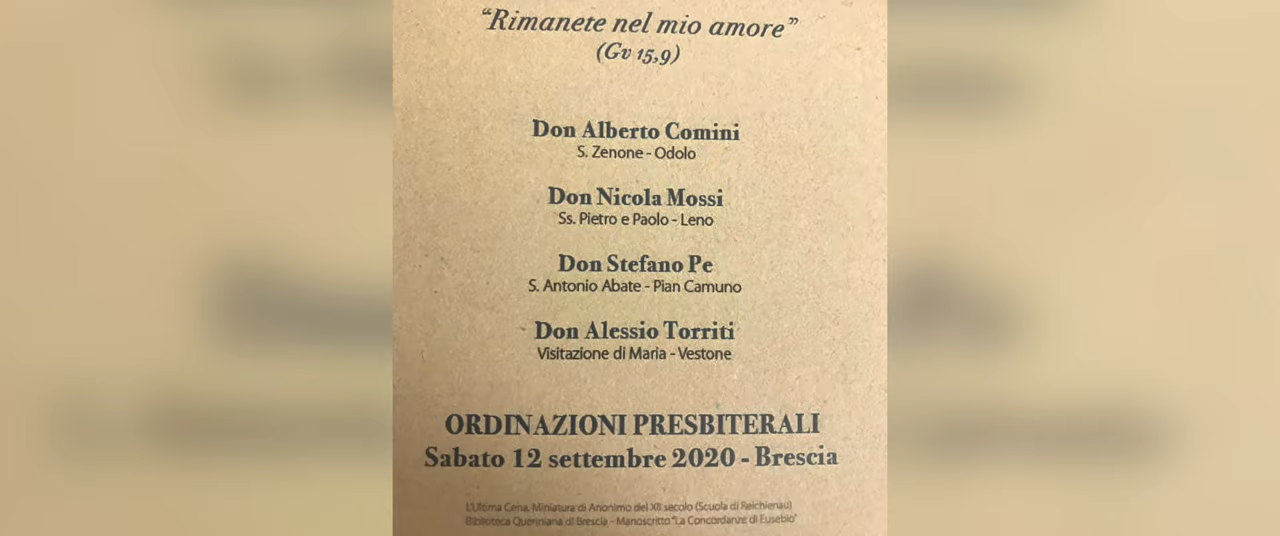 “Rimanete nel mio amore”
(Gv 15,9)
Don Alberto Comini
S. Zenone - Odolo
Don Nicola Mossi
Ss. Pietro e Paolo - Leno
Don Stefano Pe
S. Antonio Abate - Pian Camuno
Don Alessio Torriti
Visitazione di Maria - Vestone
ORDINAZIONI PRESBITERALI
Sabato 12 settembre 2020 - Brescia
L'Ultima Cena, Miniatura di Anonimo del XII secolo (Scuola di Reichienau)
Biblioteca Queriniana di Brescia - Manoscritto "La Concordanze di Eusebio"